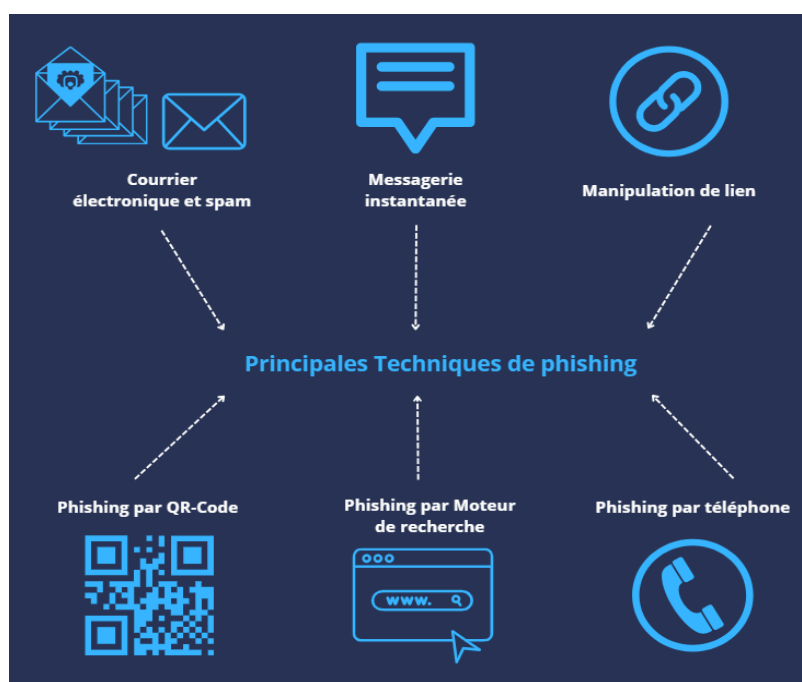 Courrier
électronique et spam
Messagerie
instantanée
Manipulation de lien
Principales Techniques de phishing
Phishing par QR-Code
Phishing par Moteur
de recherche
Phishing par téléphone
www.